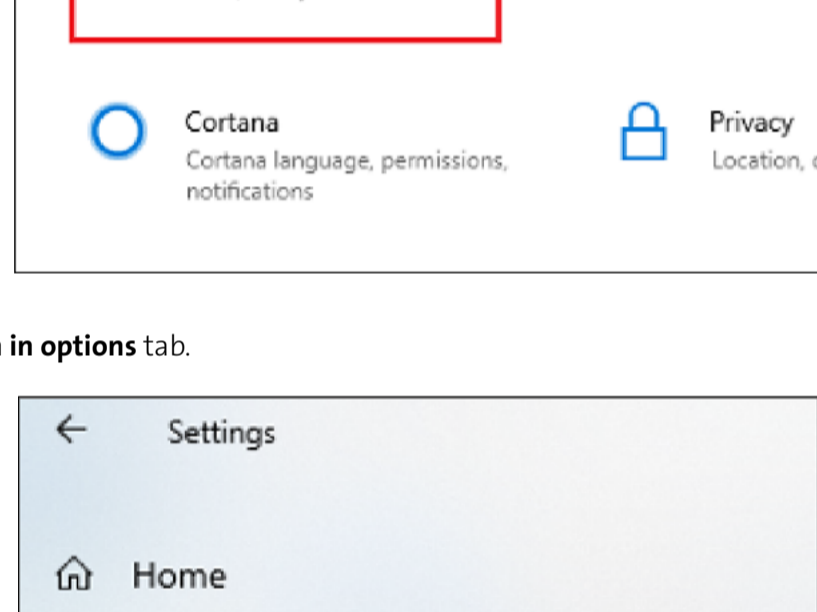 Cortana
Cortana language, permissions,
notifications
Privacy
Location,
in options tab.
Settings
Home